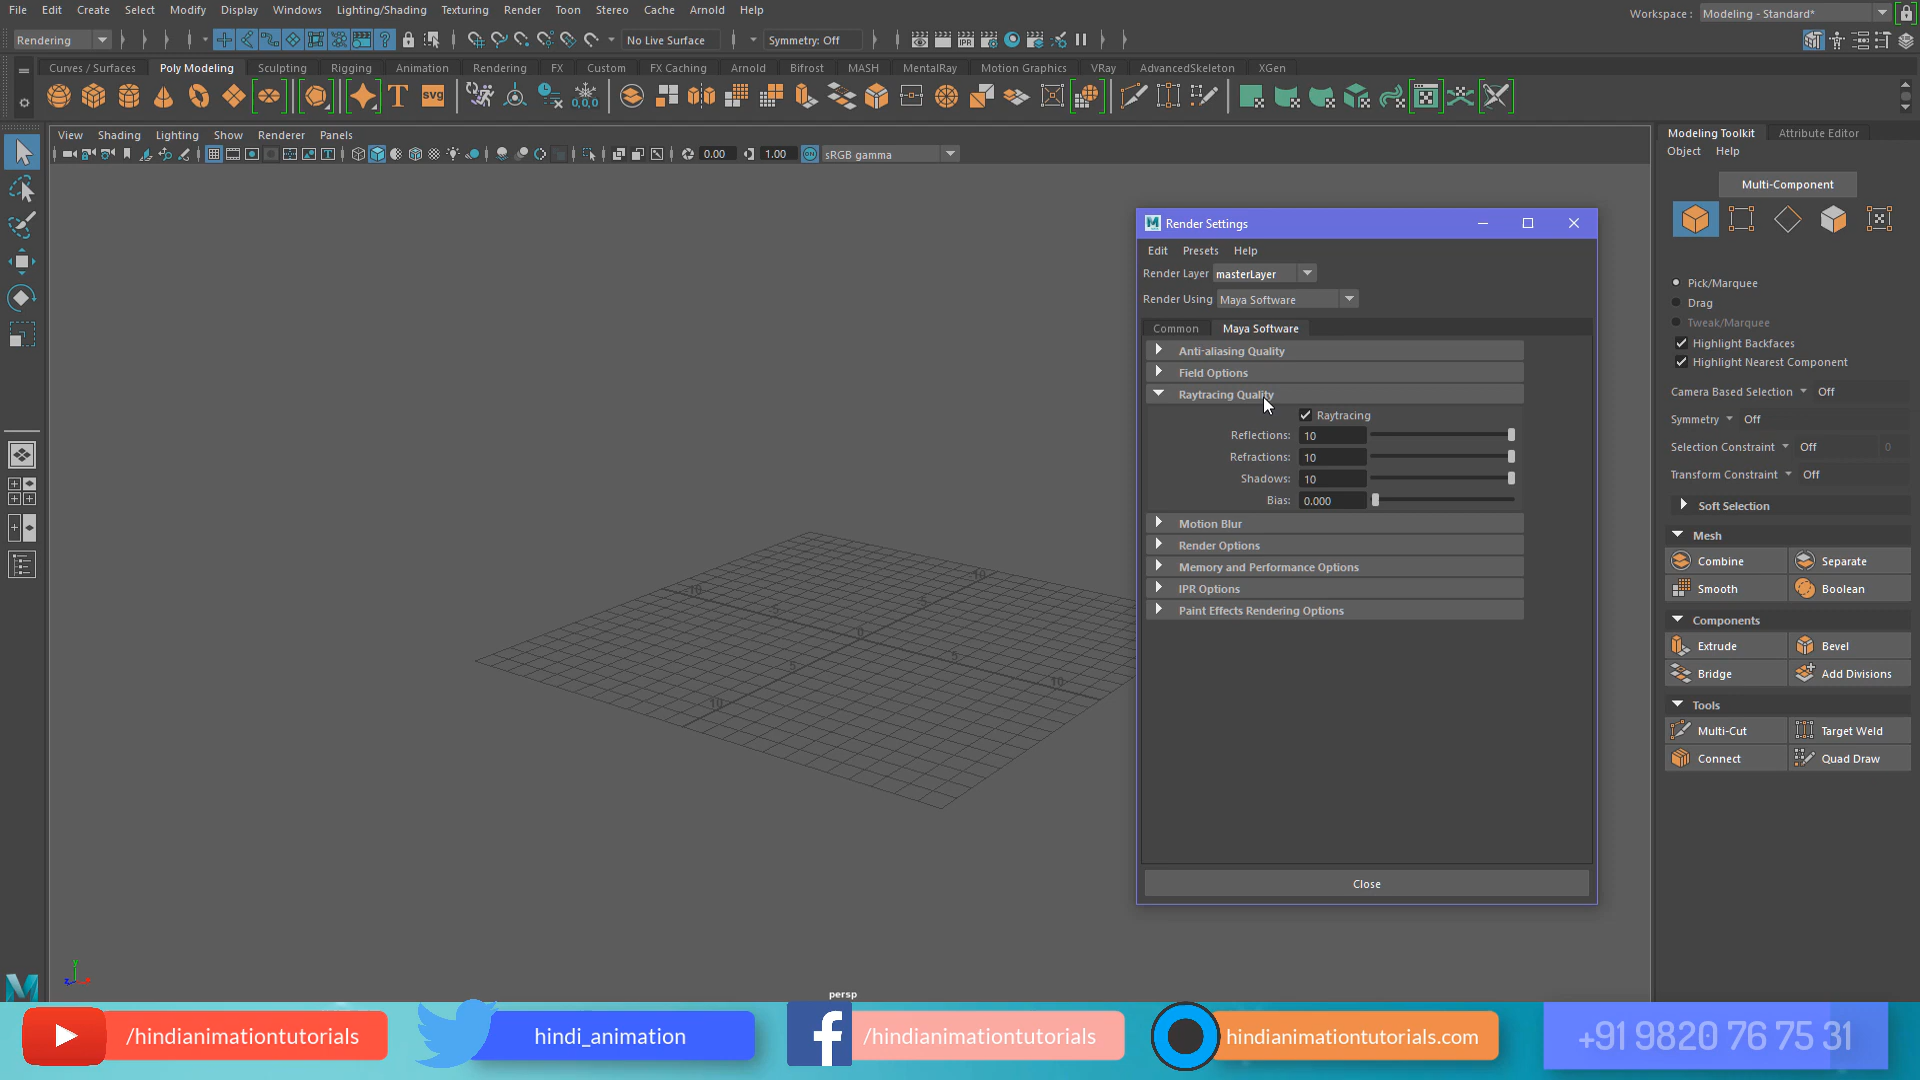 File Edit Create Select Modify Display Windows Lighting/Shading Texturing Render Toon Stereo Cache Arnold Help
Workspace : Modeling - Standard*
Rendering No Live Surface Symmetry: Off IPR
Curves / Surfaces Poly Modeling Sculpting Rigging Animation Rendering FX Custom FX Caching Arnold Bifrost MASH MentalRay Motion Graphics VRay AdvancedSkeleton XGen
T svg 0,0,0
View Shading Lighting Show Renderer Panels
0.00 1.00 sRGB gamma
Render Settings
Edit Presets Help
Render Layer masterLayer
Render Using Maya Software
Common Maya Software
Anti-aliasing Quality
Field Options
Raytracing Quality
Raytracing
Reflections: 10
Refractions: 10
Shadows: 10
Bias: 0.000
Motion Blur
Render Options
Memory and Performance Options
IPR Options
Paint Effects Rendering Options
Close
Modeling Toolkit Attribute Editor
Object Help
Multi-Component
Pick/Marquee
Drag
Tweak/Marquee
Highlight Backfaces
Highlight Nearest Component
Camera Based Selection Off
Symmetry Off
Selection Constraint Off 0
Transform Constraint Off
Soft Selection
Mesh
Combine Separate
Smooth Boolean
Components
Extrude Bevel
Bridge Add Divisions
Tools
Multi-Cut Target Weld
Connect Quad Draw
persp
/hindianimationtutorials hindi_animation /hindianimationtutorials hindianimationtutorials.com +91 9820 76 75 31